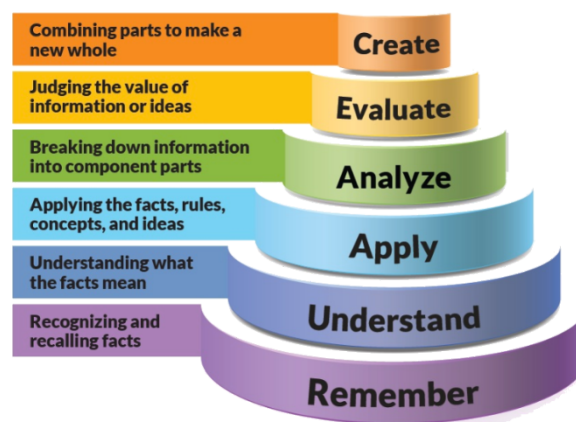 Combining parts to make a
new whole
Create
Judging the value of
information or ideas
Evaluate
Breaking down information
into component parts
Analyze
Applying the facts, rules,
concepts, and ideas
Apply
Understanding what
the facts mean
Understand
Recognizing and
recalling facts
Remember